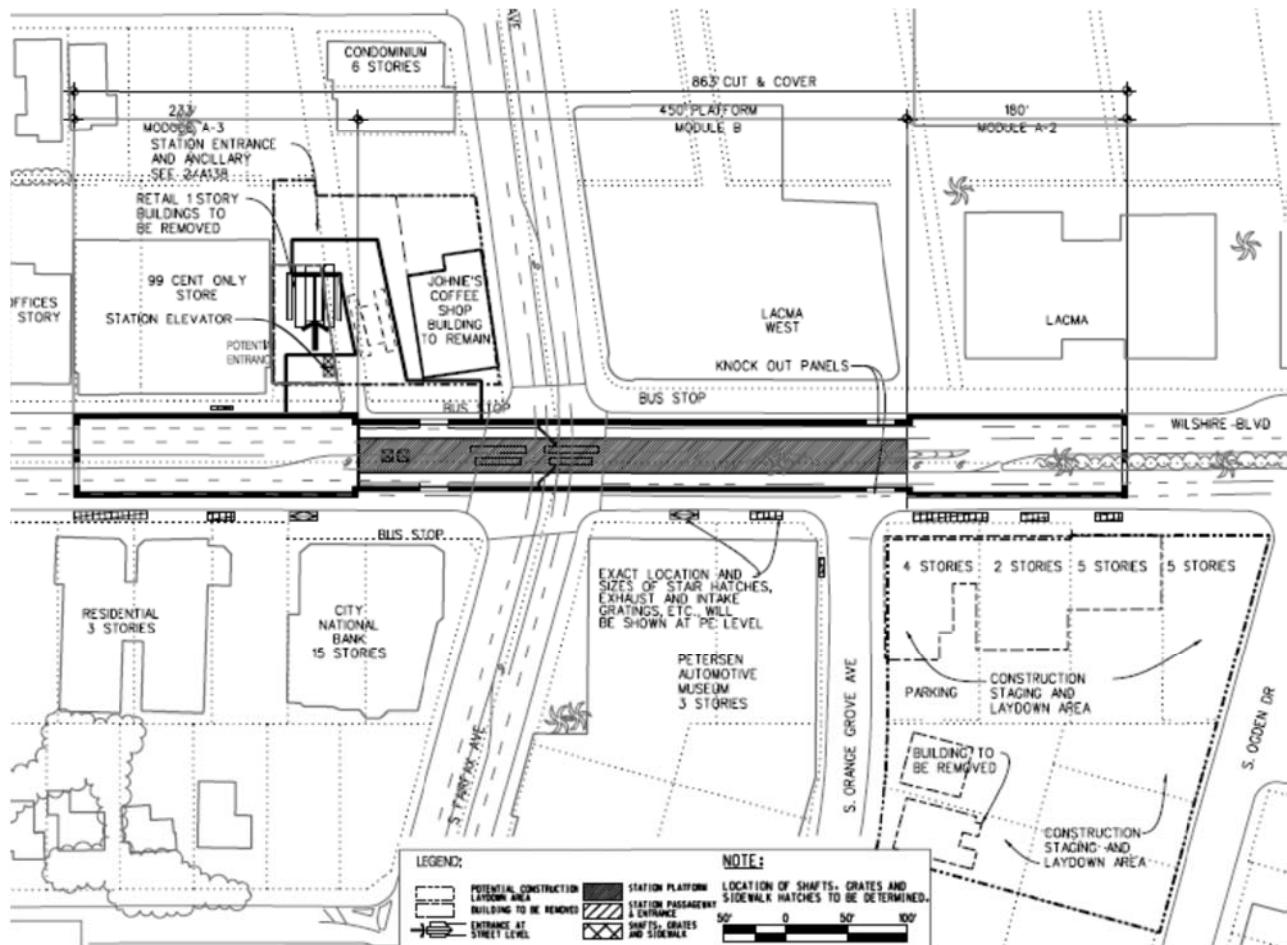 AVE
CONDOMINIUM
6 STORIES
863' CUT & COVER
233'
MODULE A-3
450' PLATFORM
MODULE B
180'
MODULE A-2
STATION ENTRANCE
AND ANCILLARY
SEE 2/A138
RETAIL 1 STORY
BUILDINGS TO
BE REMOVED
99 CENT ONLY
STORE
OFFICES
STORY
STATION ELEVATOR
POTENTI
ENTRANC
JOHNIE'S
COFFEE
SHOP
BUILDING
TO REMAIN
LACMA
WEST
LACMA
KNOCK OUT PANELS
BUS STOP
BUS STOP
WILSHIRE BLVD
BUS STOP
RESIDENTIAL
3 STORIES
CITY
NATIONAL
BANK
15 STORIES
EXACT LOCATION AND
SIZES OF STAIR HATCHES,
EXHAUST AND INTAKE
GRATINGS, ETC., WILL
BE SHOWN AT PE LEVEL
PETERSEN
AUTOMOTIVE
MUSEUM
3 STORIES
4 STORIES
2 STORIES
5 STORIES
5 STORIES
PARKING
CONSTRUCTION
STAGING AND
LAYDOWN AREA
BUILDING TO
BE REMOVED
CONSTRUCTION
STAGING AND
LAYDOWN AREA
S. FAIRFAX AVE
S. ORANGE GROVE AVE
S. OGDEN DR
LEGEND:
POTENTIAL CONSTRUCTION
LAYDOWN AREA
BUILDING TO BE REMOVED
ENTRANCE AT
STREET LEVEL
STATION PLATFORM
STATION PASSAGEWAY
& ENTRANCE
SHAFTS, GRATES
AND SIDEWALK
NOTE:
LOCATION OF SHAFTS, GRATES AND
SIDEWALK HATCHES TO BE DETERMINED.
50' 0 50' 100'